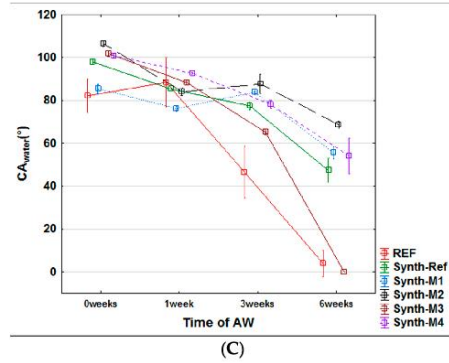 120
100
80
60
40
20
0
CAwater(°)
0weeks 1week 3weeks 6weeks
Time of AW
REF
Synth-Ref
Synth-M1
Synth-M2
Synth-M3
Synth-M4
(C)